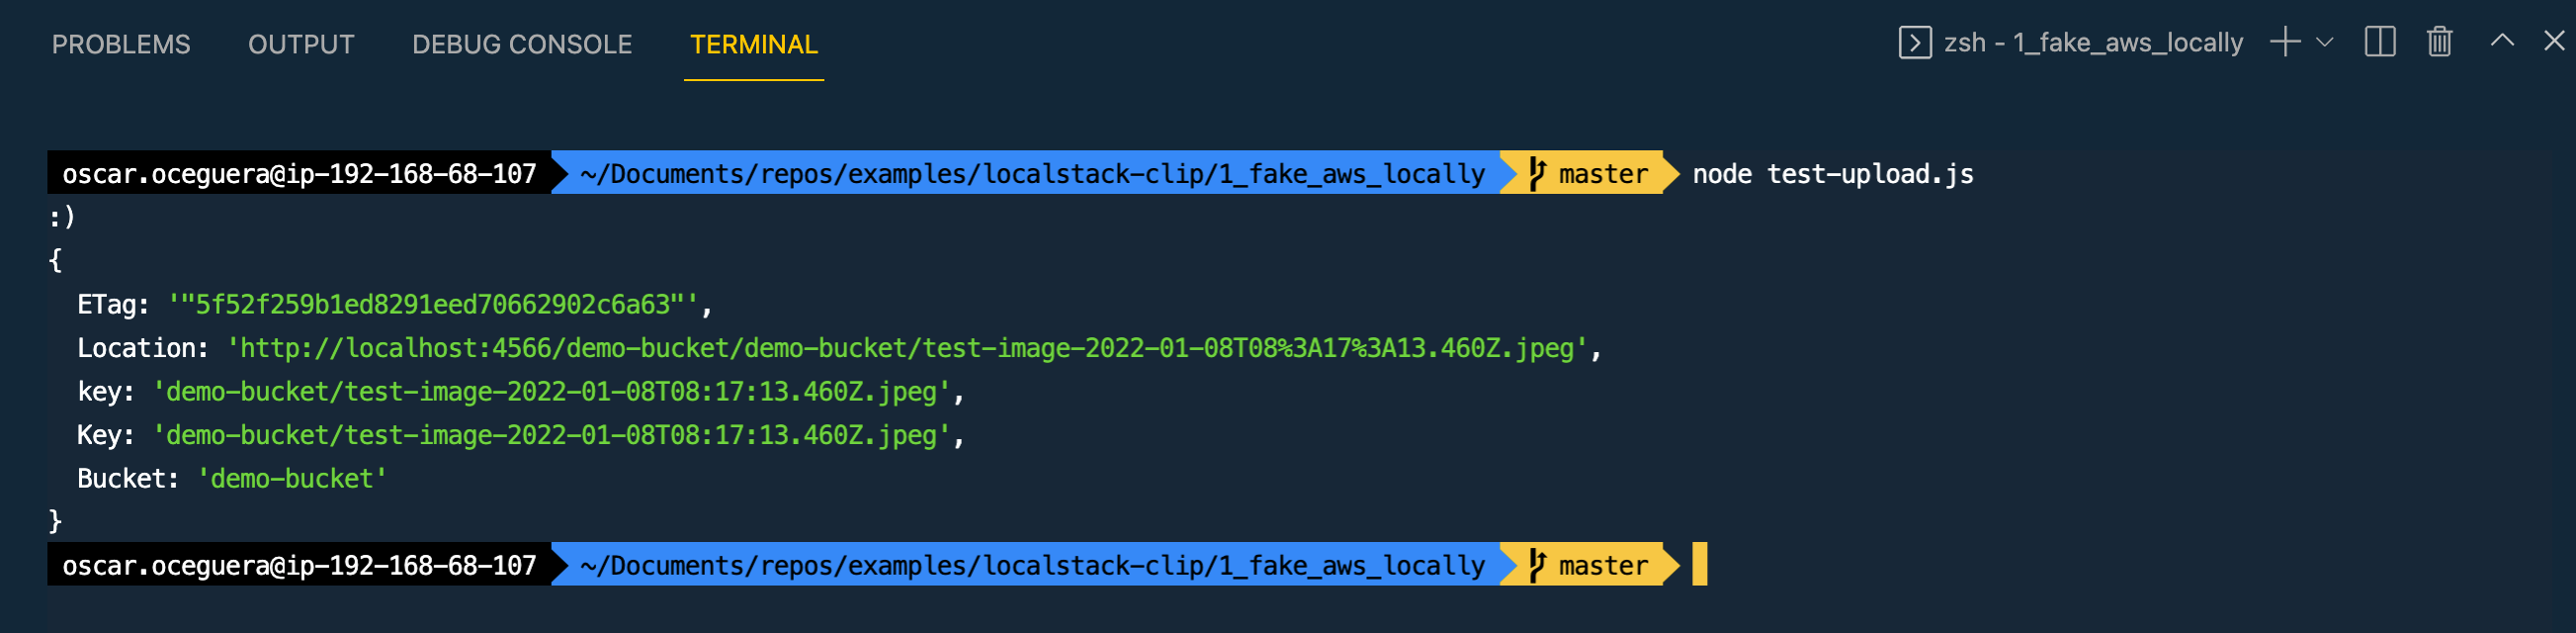 PROBLEMS OUTPUT DEBUG CONSOLE TERMINAL zsh - 1_fake_aws_locally
oscar.oceguera@ip-192-168-68-107 ~/Documents/repos/examples/localstack-clip/1_fake_aws_locally master node test-upload.js
:)
{
  ETag: '"5f52f259b1ed8291eed70662902c6a63"',
  Location: 'http://localhost:4566/demo-bucket/demo-bucket/test-image-2022-01-08T08%3A17%3A13.460Z.jpeg',
  key: 'demo-bucket/test-image-2022-01-08T08:17:13.460Z.jpeg',
  Key: 'demo-bucket/test-image-2022-01-08T08:17:13.460Z.jpeg',
  Bucket: 'demo-bucket'
}
oscar.oceguera@ip-192-168-68-107 ~/Documents/repos/examples/localstack-clip/1_fake_aws_locally master